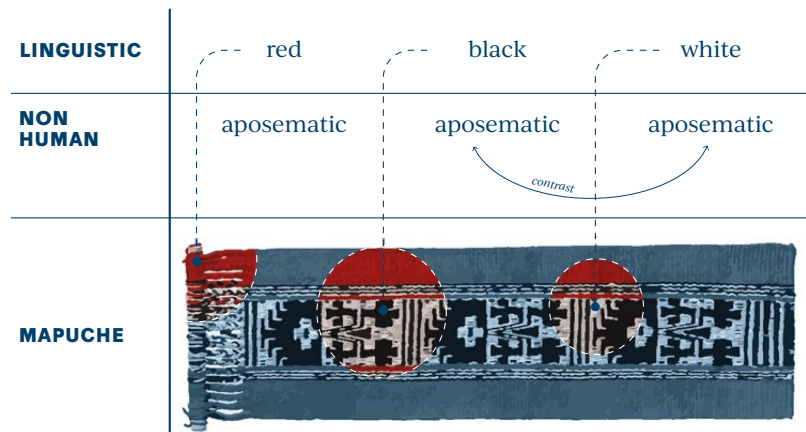 LINGUISTIC red black white
NON
HUMAN
aposematic aposematic aposematic
contrast
MAPUCHE